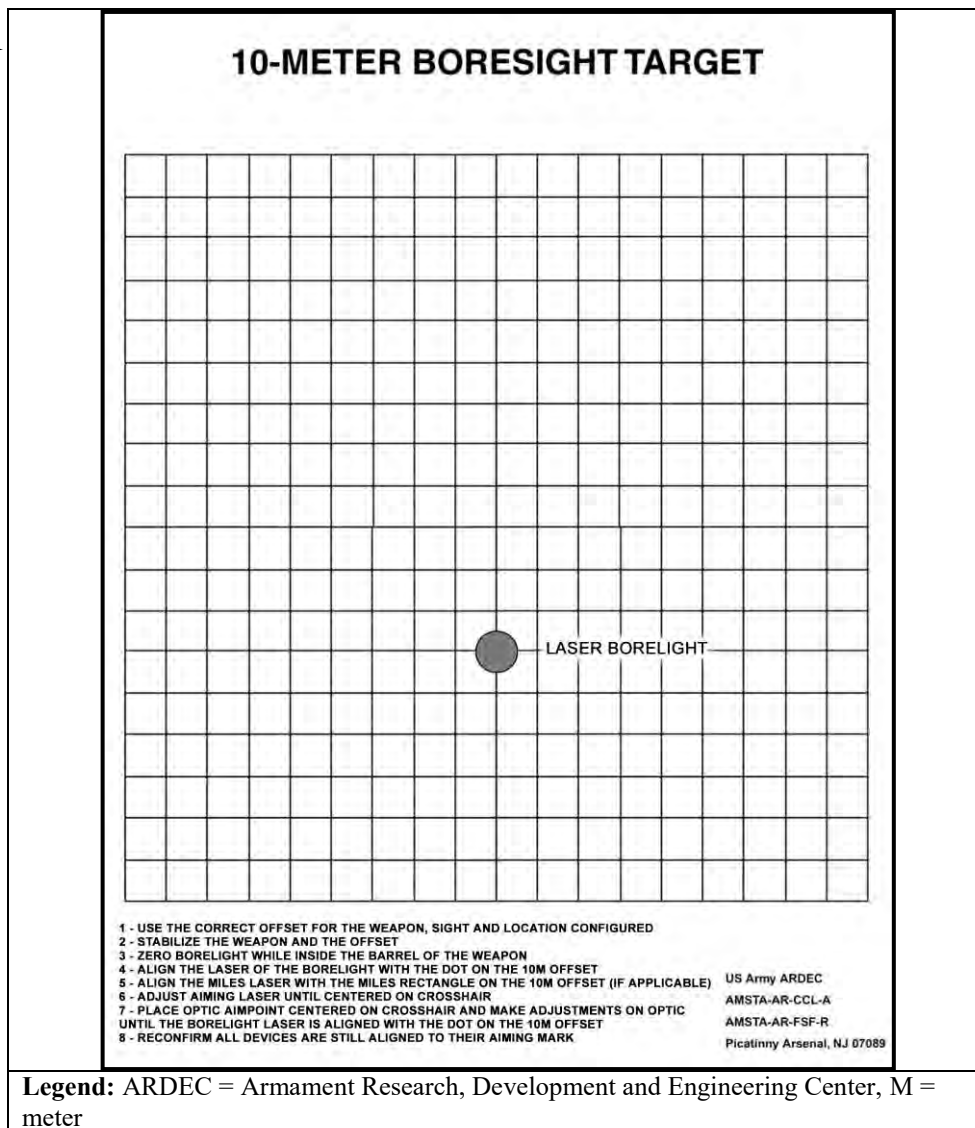 10-METER BORESIGHT TARGET
LASER BORELIGHT
1 - USE THE CORRECT OFFSET FOR THE WEAPON, SIGHT AND LOCATION CONFIGURED
2 - STABILIZE THE WEAPON AND THE OFFSET
3 - ZERO BORELIGHT WHILE INSIDE THE BARREL OF THE WEAPON
4 - ALIGN THE LASER OF THE BORELIGHT WITH THE DOT ON THE 10M OFFSET
5 - ALIGN THE MILES LASER WITH THE MILES RECTANGLE ON THE 10M OFFSET (IF APPLICABLE)
6 - ADJUST AIMING LASER UNTIL CENTERED ON CROSSHAIR
7 - PLACE OPTIC AIMPOINT CENTERED ON CROSSHAIR AND MAKE ADJUSTMENTS ON OPTIC
UNTIL THE BORELIGHT LASER IS ALIGNED WITH THE DOT ON THE 10M OFFSET
8 - RECONFIRM ALL DEVICES ARE STILL ALIGNED TO THEIR AIMING MARK
US Army ARDEC
AMSTA-AR-CCL-A
AMSTA-AR-FSF-R
Picatinny Arsenal, NJ 07089
Legend: ARDEC = Armament Research, Development and Engineering Center, M =
meter